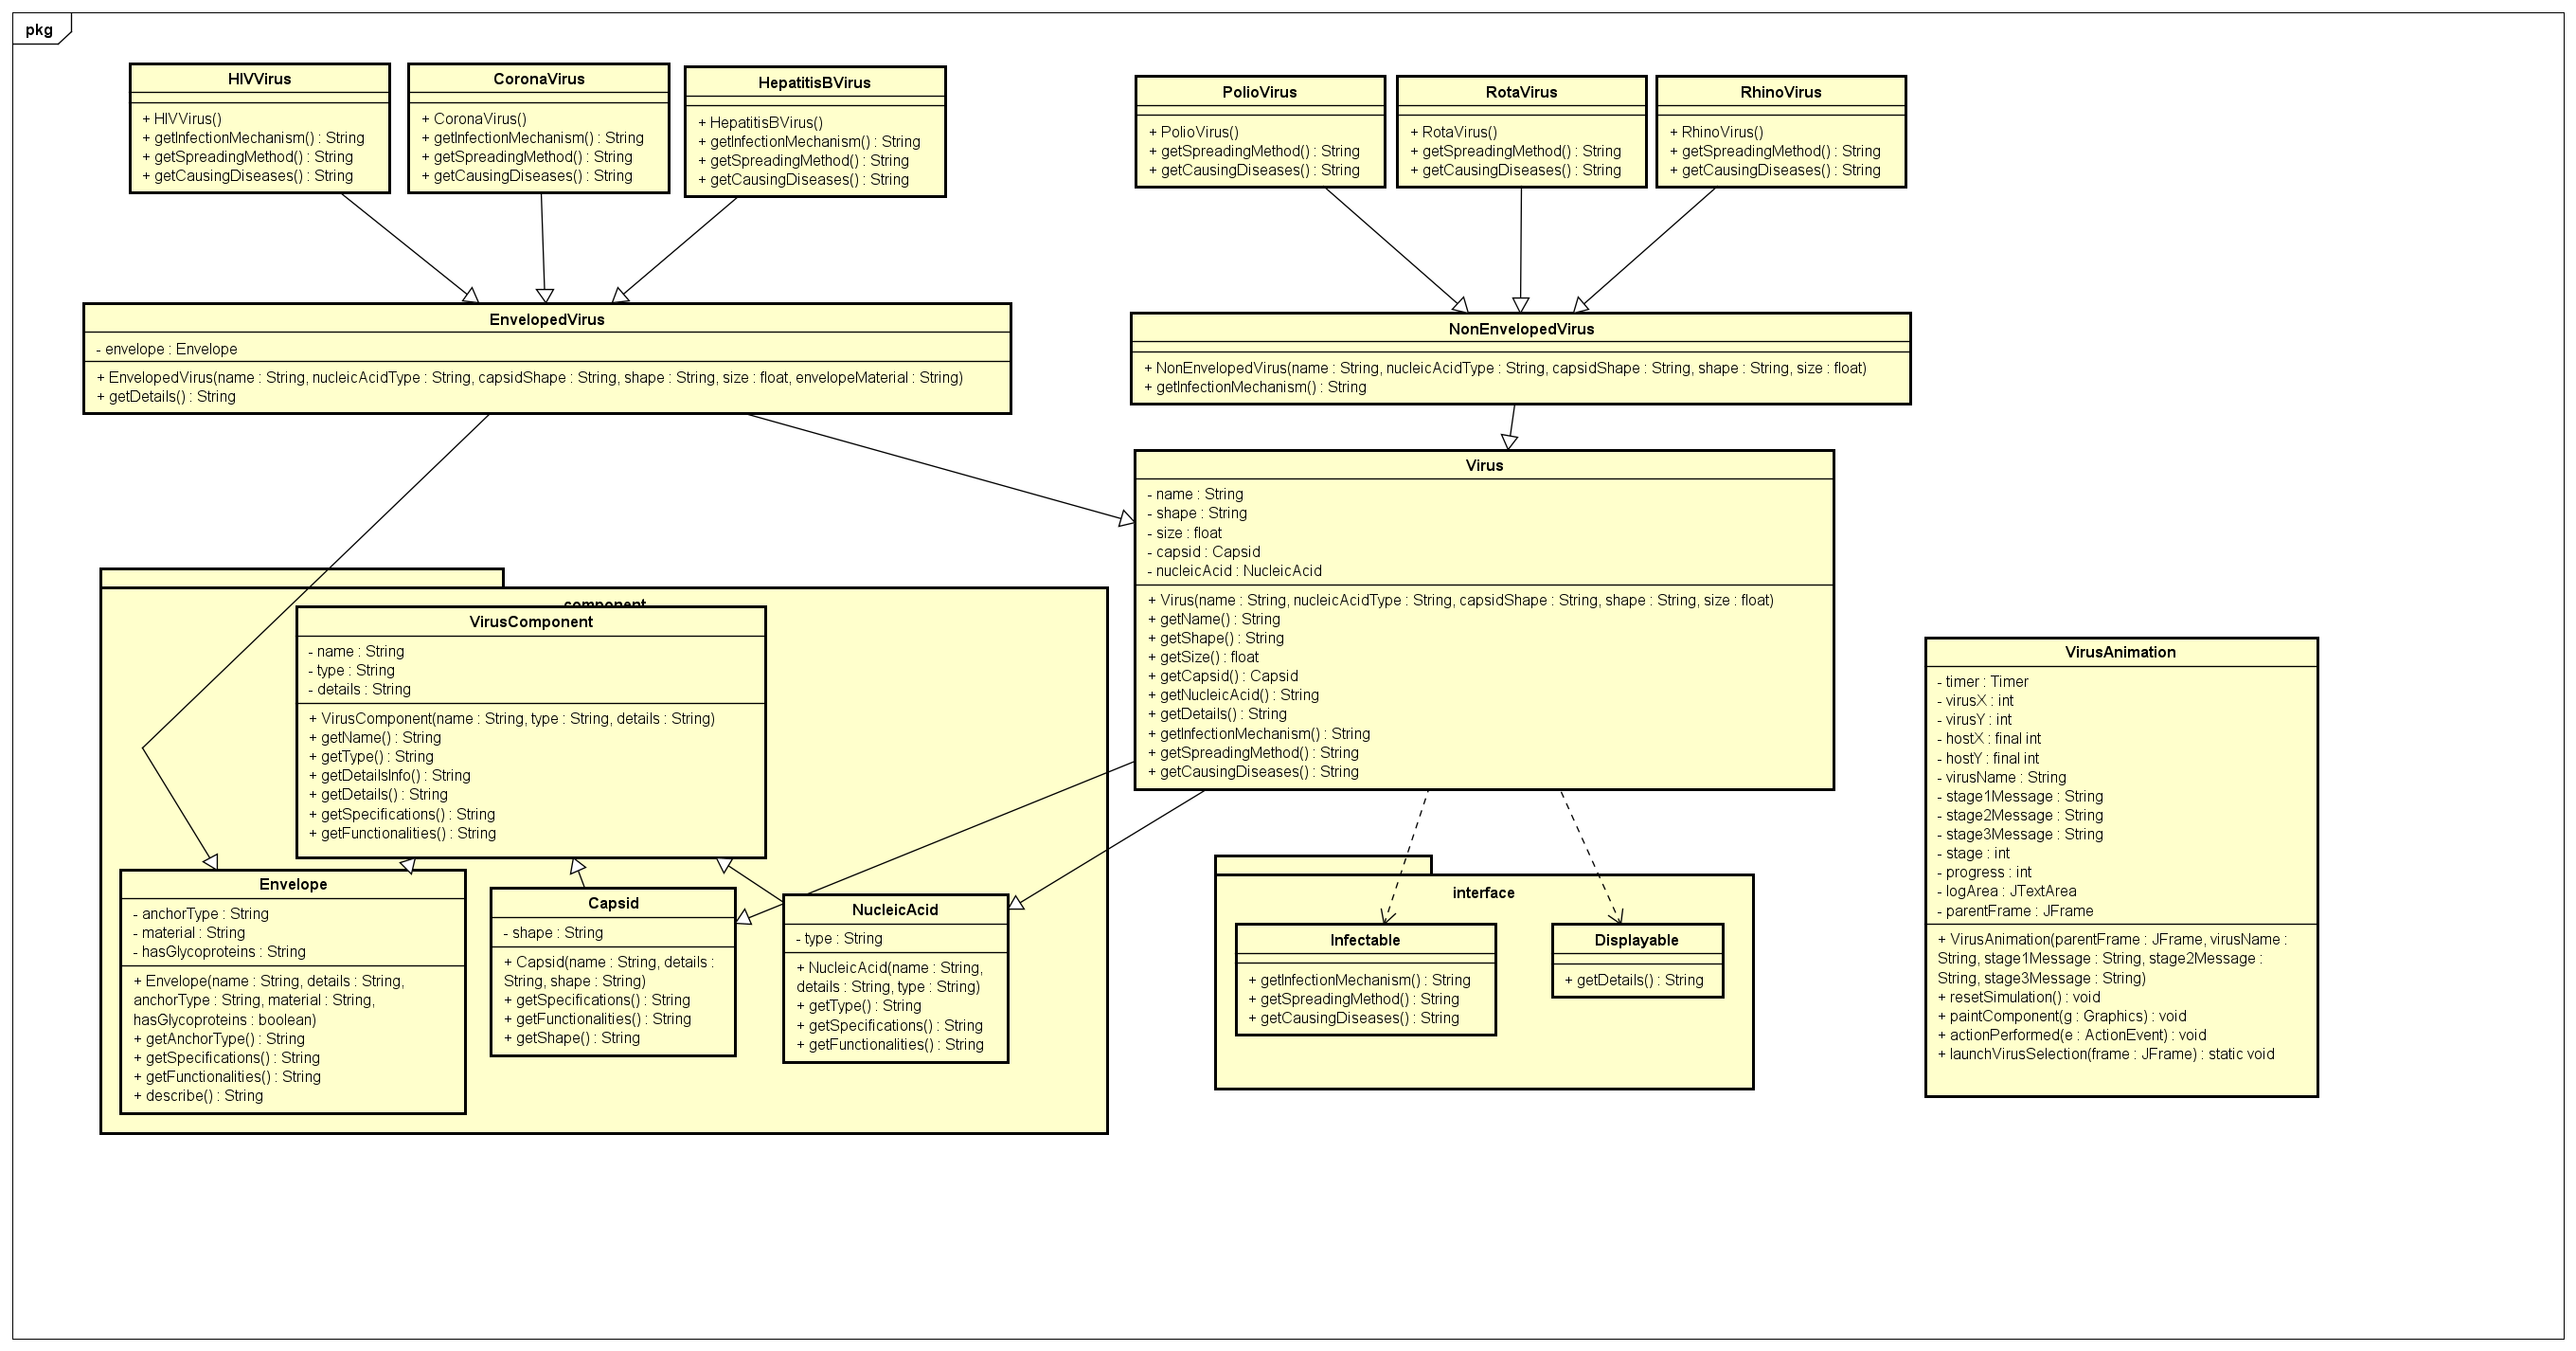 pkg
HIVVirus
+ HIVVirus()
+ getInfectionMechanism() : String
+ getSpreadingMethod() : String
+ getCausingDiseases() : String
CoronaVirus
+ CoronaVirus()
+ getInfectionMechanism() : String
+ getSpreadingMethod() : String
+ getCausingDiseases() : String
HepatitisBVirus
+ HepatitisBVirus()
+ getInfectionMechanism() : String
+ getSpreadingMethod() : String
+ getCausingDiseases() : String
PolioVirus
+ PolioVirus()
+ getSpreadingMethod() : String
+ getCausingDiseases() : String
RotaVirus
+ RotaVirus()
+ getSpreadingMethod() : String
+ getCausingDiseases() : String
RhinoVirus
+ RhinoVirus()
+ getSpreadingMethod() : String
+ getCausingDiseases() : String
EnvelopedVirus
- envelope : Envelope
+ EnvelopedVirus(name : String, nucleicAcidType : String, capsidShape : String, shape : String, size : float, envelopeMaterial : String)
+ getDetails() : String
NonEnvelopedVirus
+ NonEnvelopedVirus(name : String, nucleicAcidType : String, capsidShape : String, shape : String, size : float)
+ getInfectionMechanism() : String
Virus
- name : String
- shape : String
- size : float
- capsid : Capsid
- nucleicAcid : NucleicAcid
+ Virus(name : String, nucleicAcidType : String, capsidShape : String, shape : String, size : float)
+ getName() : String
+ getShape() : String
+ getSize() : float
+ getCapsid() : Capsid
+ getNucleicAcid() : String
+ getDetails() : String
+ getInfectionMechanism() : String
+ getSpreadingMethod() : String
+ getCausingDiseases() : String
component
VirusComponent
- name : String
- type : String
- details : String
+ VirusComponent(name : String, type : String, details : String)
+ getName() : String
+ getType() : String
+ getDetailsInfo() : String
+ getDetails() : String
+ getSpecifications() : String
+ getFunctionalities() : String
Envelope
- anchorType : String
- material : String
- hasGlycoproteins : String
+ Envelope(name : String, details : String,
anchorType : String, material : String,
hasGlycoproteins : boolean)
+ getAnchorType() : String
+ getSpecifications() : String
+ getFunctionalities() : String
+ describe() : String
Capsid
- shape : String
+ Capsid(name : String, details :
String, shape : String)
+ getSpecifications() : String
+ getFunctionalities() : String
+ getShape() : String
NucleicAcid
- type : String
+ NucleicAcid(name : String,
details : String, type : String)
+ getType() : String
+ getSpecifications() : String
+ getFunctionalities() : String
interface
Infectable
+ getInfectionMechanism() : String
+ getSpreadingMethod() : String
+ getCausingDiseases() : String
Displayable
+ getDetails() : String
VirusAnimation
- timer : Timer
- virusX : int
- virusY : int
- hostX : final int
- hostY : final int
- virusName : String
- stage1Message : String
- stage2Message : String
- stage3Message : String
- stage : int
- progress : int
- logArea : JTextArea
- parentFrame : JFrame
+ VirusAnimation(parentFrame : JFrame, virusName :
String, stage1Message : String, stage2Message :
String, stage3Message : String)
+ resetSimulation() : void
+ paintComponent(g : Graphics) : void
+ actionPerformed(e : ActionEvent) : void
+ launchVirusSelection(frame : JFrame) : static void